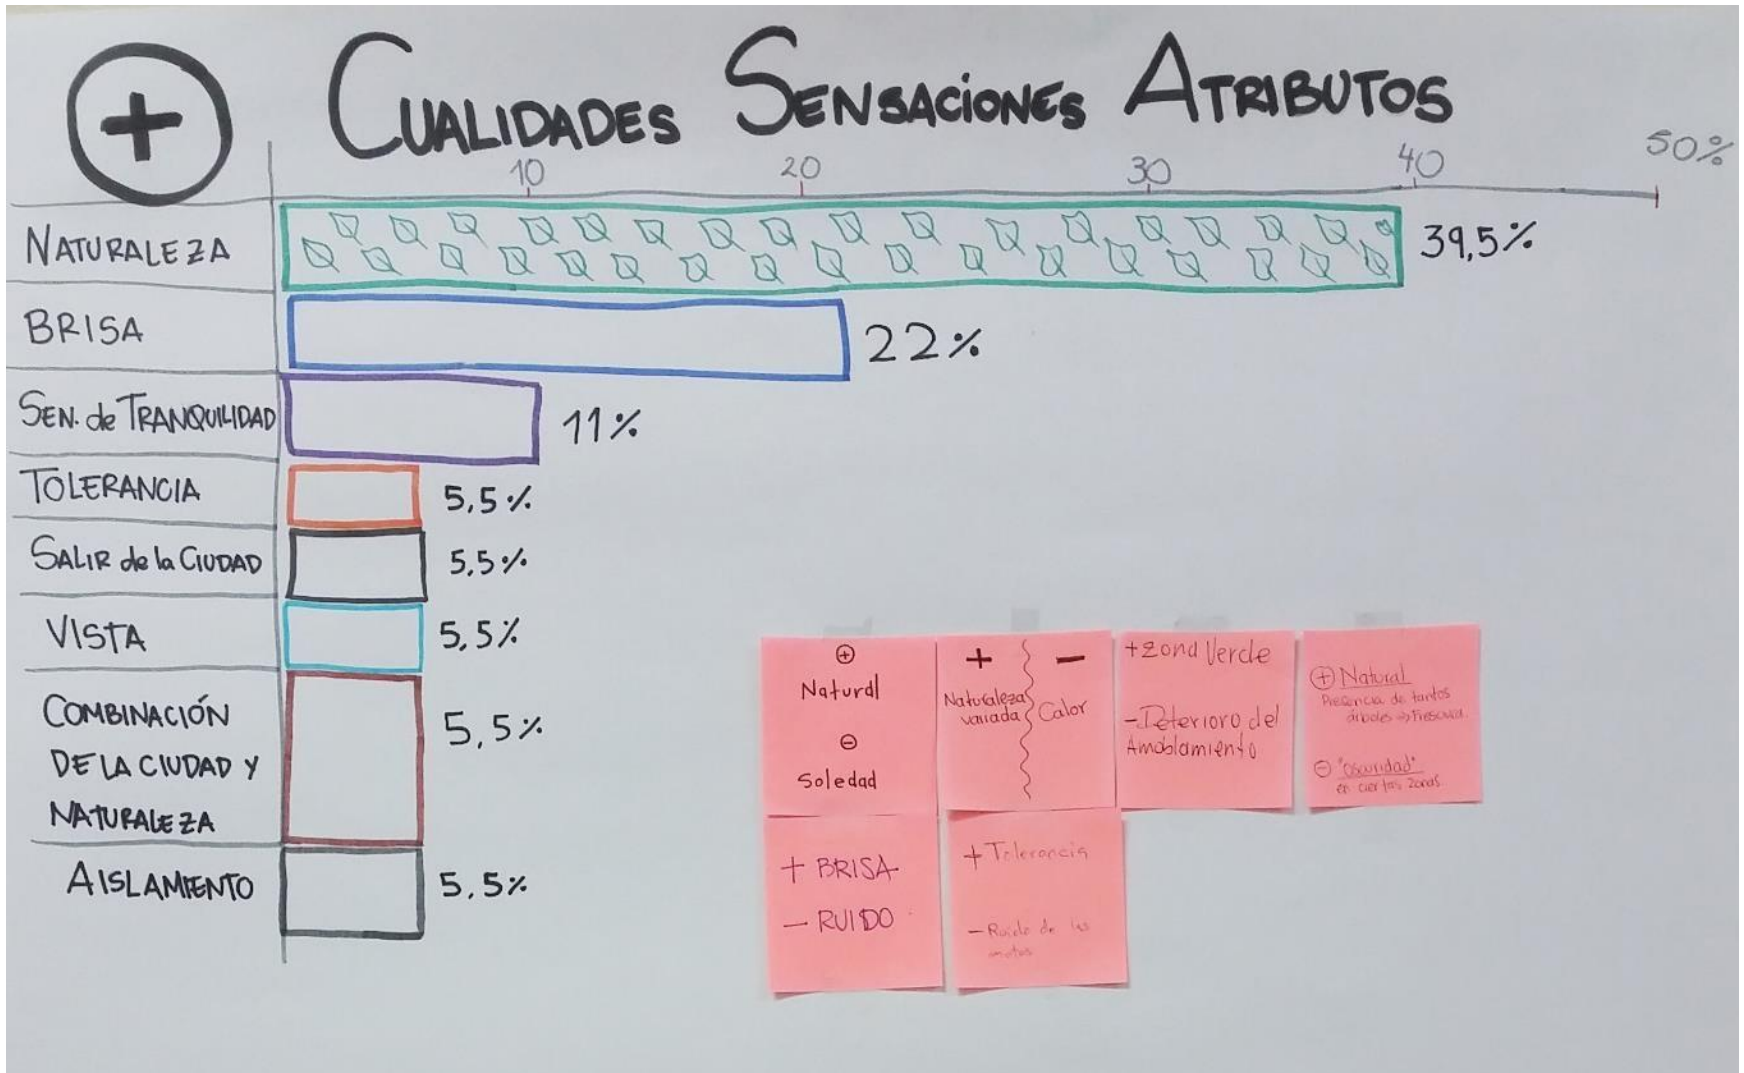 + CUALIDADES SENSACIONES ATRIBUTOS
10 20 30 40 50%
NATURALEZA 39,5%
BRISA 22%
SEN. de TRANQUILIDAD 11%
TOLERANCIA 5,5%
SALIR de la CIUDAD 5,5%
VISTA 5,5%
COMBINACIÓN
DE LA CIUDAD Y
NATURALEZA
5,5%
AISLAMIENTO 5,5%
+
Natural
-
Soledad
+ -
Naturaleza
variada
Calor
+ zona Verde
- Deterioro del
Amoblamiento
+ Natural
Presencia de tantos
árboles → Frescura.
- "oscuridad"
en ciertas zonas
+ BRISA
- RUIDO
+ Tolerancia
- Ruido de las
motos